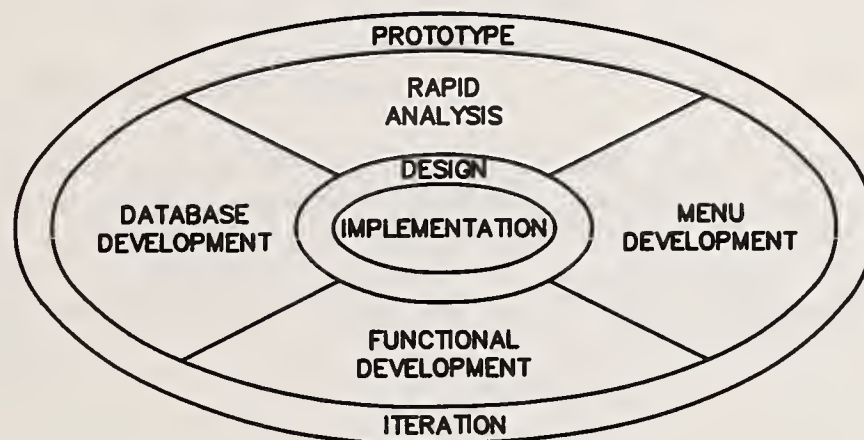 PROTOTYPE
RAPID
ANALYSIS
DESIGN
DATABASE
DEVELOPMENT
IMPLEMENTATION
MENU
DEVELOPMENT
FUNCTIONAL
DEVELOPMENT
ITERATION